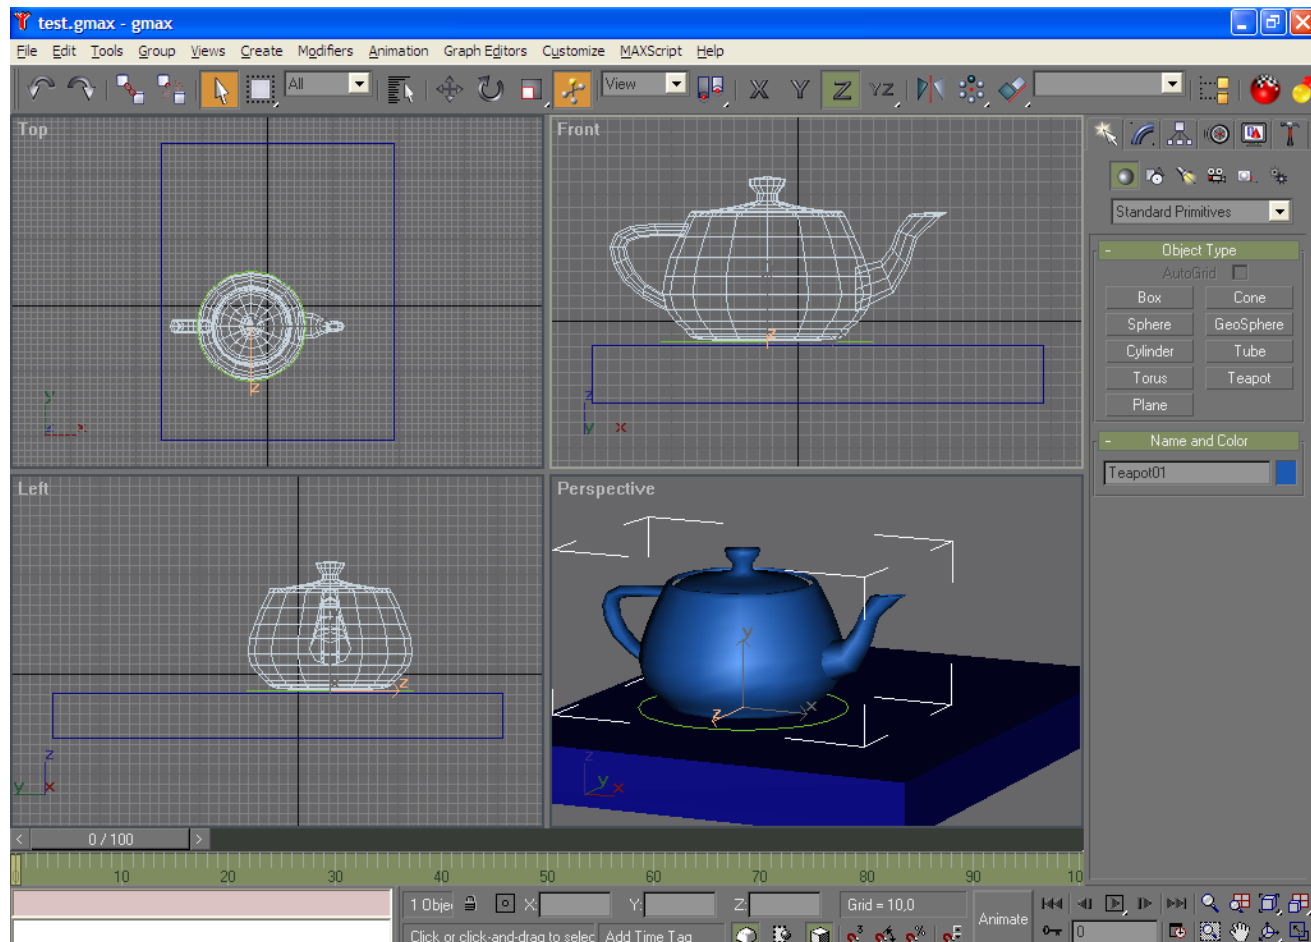 test.gmax - gmax
File Edit Tools Group Views Create Modifiers Animation Graph Editors Customize MAXScript Help
All View X Y Z YZ
Top Front
Standard Primitives
- Object Type
AutoGrid
Box Cone
Sphere GeoSphere
Cylinder Tube
Torus Teapot
Plane
- Name and Color
Teapot01
z
z
y
z
x
z
y x
Left Perspective
z
y
x
z
z
y x
z
y
x
< 0 / 100 >
0 10 20 30 40 50 60 70 80 90 10
1 Obje X: Y: Z: Grid = 10,0
Animate
0
Click or click-and-drag to selec Add Time Tag